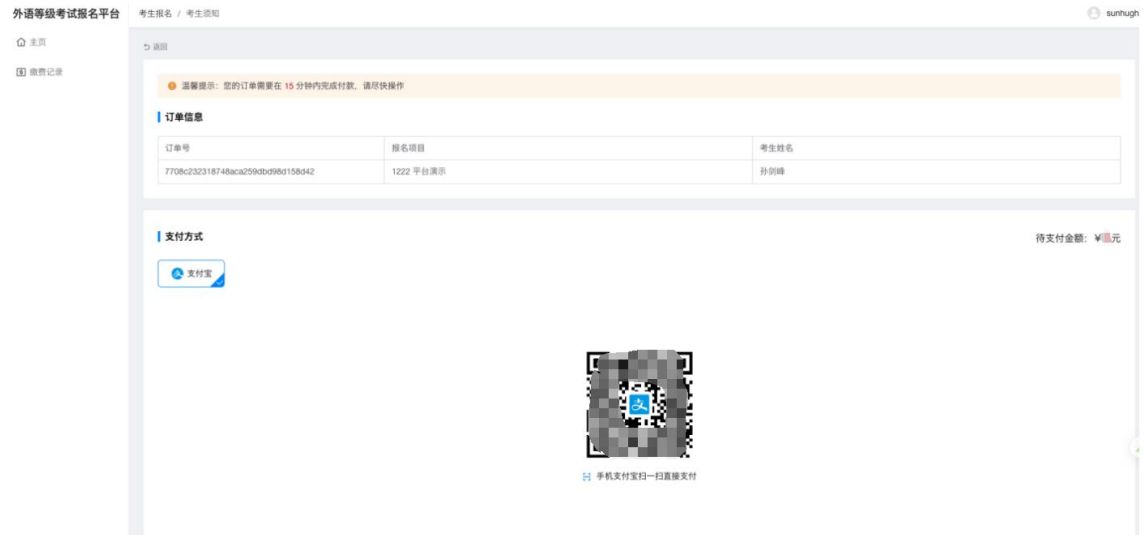 外语等级考试报名平台
考生报名 / 考生须知
sunhugh
主页
返回
缴费记录
温馨提示：您的订单需要在 15 分钟内完成付款，请尽快操作
订单信息
订单号 报名项目 考生姓名
7708c232318748aca259dbd98d158d42 1222 平台演示 孙剑峰
支付方式
待支付金额：¥元
支付宝
手机支付宝扫一扫直接支付